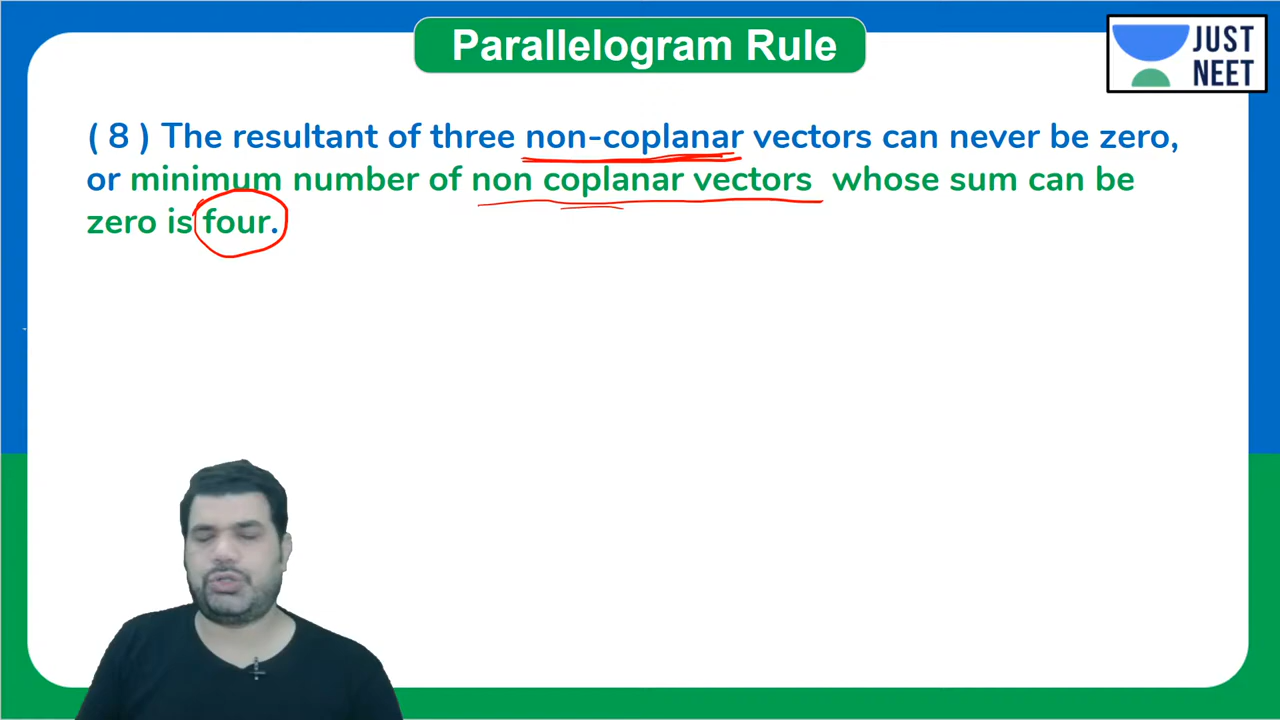 Parallelogram Rule
JUST
NEET
( 8 ) The resultant of three non-coplanar vectors can never be zero,
or minimum number of non coplanar vectors whose sum can be
zero is four.